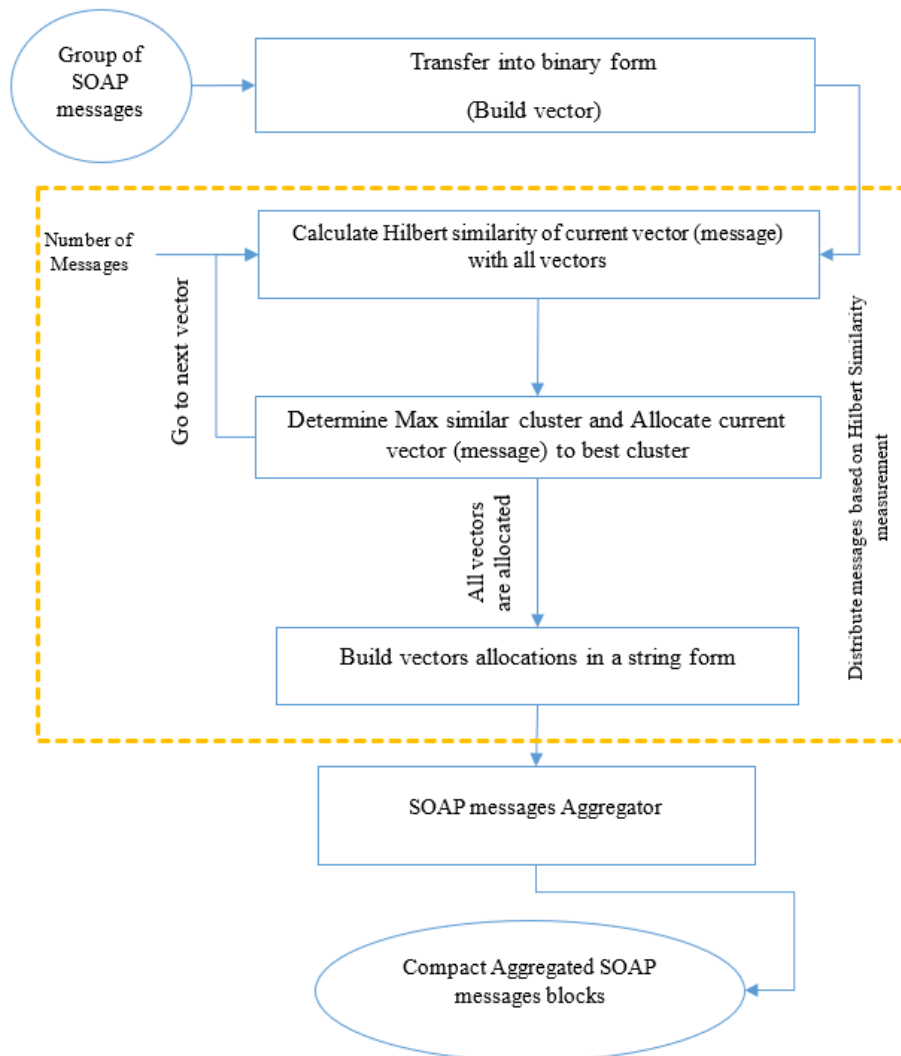 Group of
SOAP
messages
Transfer into binary form
(Build vector)
Number of
Messages
Calculate Hilbert similarity of current vector (message)
with all vectors
Go to next vector
Determine Max similar cluster and Allocate current
vector (message) to best cluster
Distribute messages based on Hilbert Similarity
measurement
All vectors
are allocated
Build vectors allocations in a string form
SOAP messages Aggregator
Compact Aggregated SOAP
messages blocks